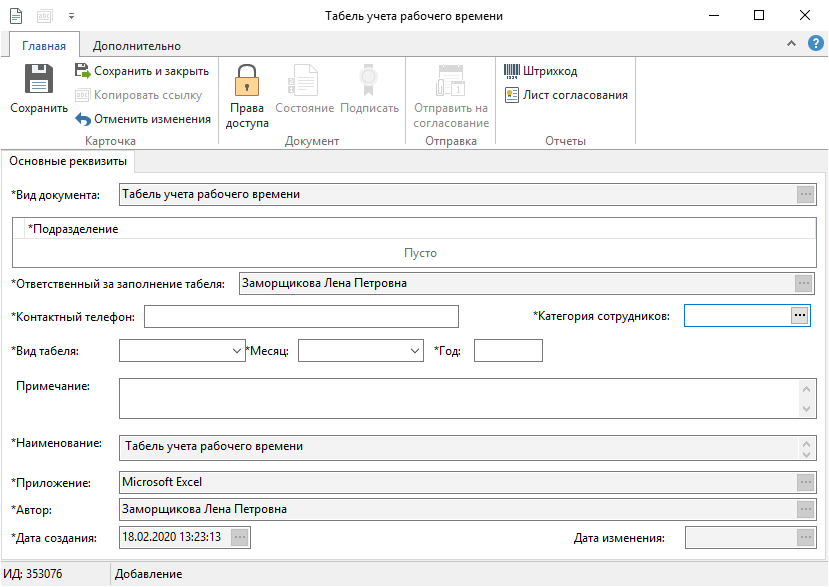 Табель учета рабочего времени
Главная Дополнительно
Сохранить
Сохранить и закрыть
Копировать ссылку
Отменить изменения
Карточка
Права доступа
Состояние
Подписать
Документ
Отправить на согласование
Отправка
Штрихкод
Лист согласования
Отчеты
Основные реквизиты
*Вид документа: Табель учета рабочего времени
*Подразделение
Пусто
*Ответственный за заполнение табеля: Заморщикова Лена Петровна
*Контактный телефон: *Категория сотрудников:
*Вид табеля: *Месяц: *Год:
Примечание:
*Наименование: Табель учета рабочего времени
*Приложение: Microsoft Excel
*Автор: Заморщикова Лена Петровна
*Дата создания: 18.02.2020 13:23:13 Дата изменения:
ИД: 353076 Добавление